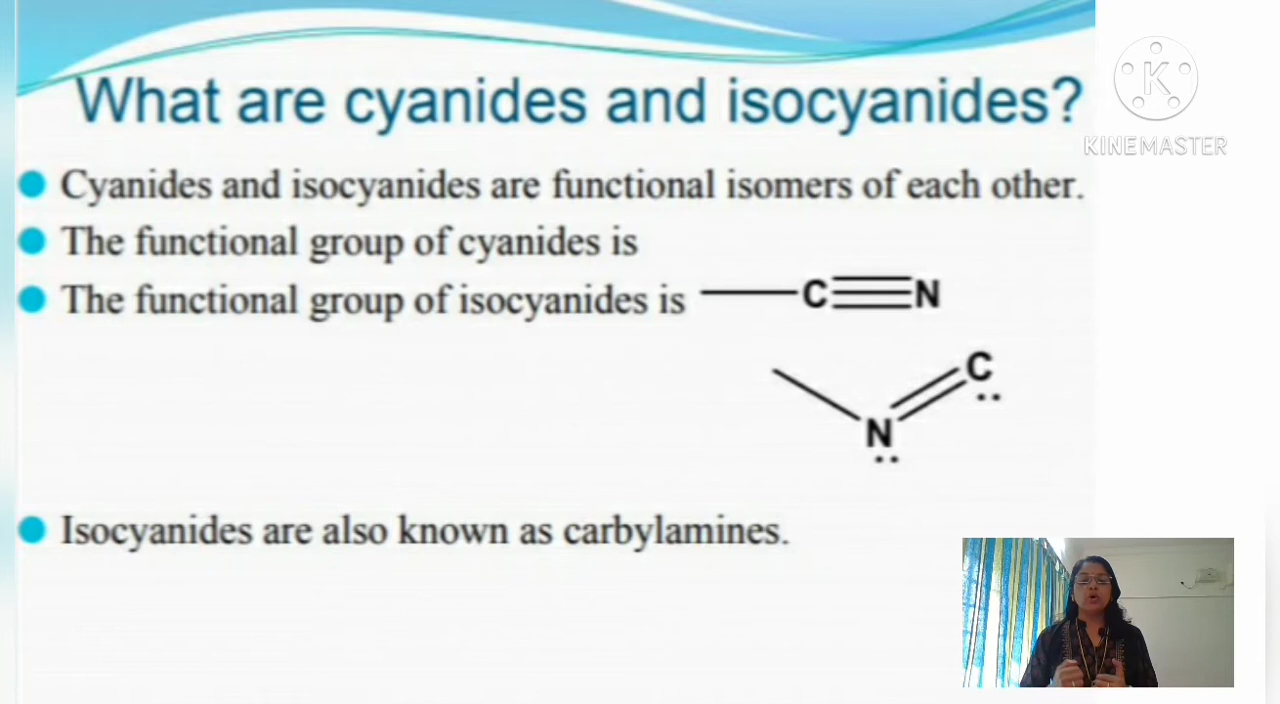 What are cyanides and isocyanides?
K
KINEMASTER
Cyanides and isocyanides are functional isomers of each other.
The functional group of cyanides is
The functional group of isocyanides is
C N
C
N
Isocyanides are also known as carbylamines.